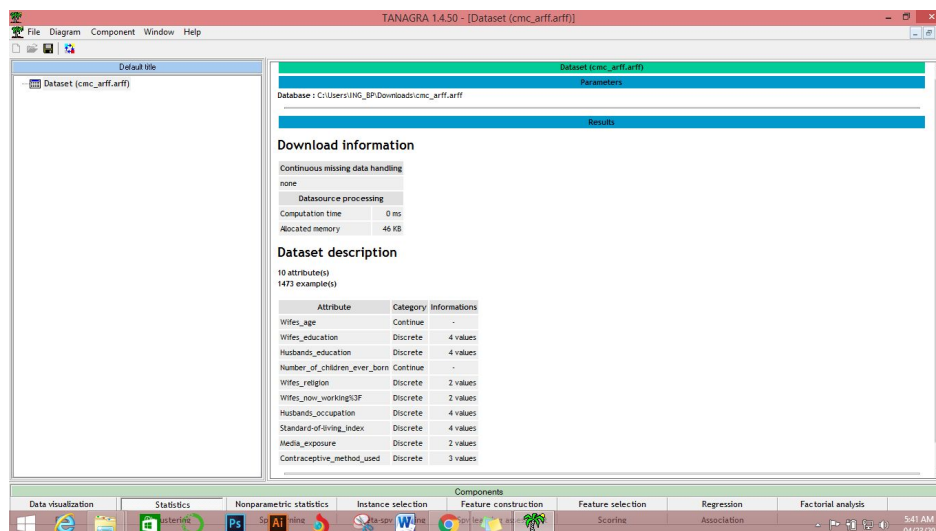 TANAGRA 1.4.50 - [Dataset (cmc_arff.arff)]
File Diagram Component Window Help
Default title
Dataset (cmc_arff.arff)
Dataset (cmc_arff.arff)
Parameters
Database : C:\Users\ING_BP\Downloads\cmc_arff.arff
Results
Download information
Continuous missing data handling
none
Datasource processing
Computation time 0 ms
Allocated memory 46 KB
Dataset description
10 attribute(s)
1473 example(s)
Attribute Category Informations
Wifes_age Continue -
Wifes_education Discrete 4 values
Husbands_education Discrete 4 values
Number_of_children_ever_born Continue -
Wifes_religion Discrete 2 values
Wifes_now_working%3F Discrete 2 values
Husbands_occupation Discrete 4 values
Standard-of-living_index Discrete 4 values
Media_exposure Discrete 2 values
Contraceptive_method_used Discrete 3 values
Components
Data visualization Statistics Nonparametric statistics Instance selection Feature construction Feature selection Regression Factorial analysis
Ps Ai Scoring Association
5:41 AM